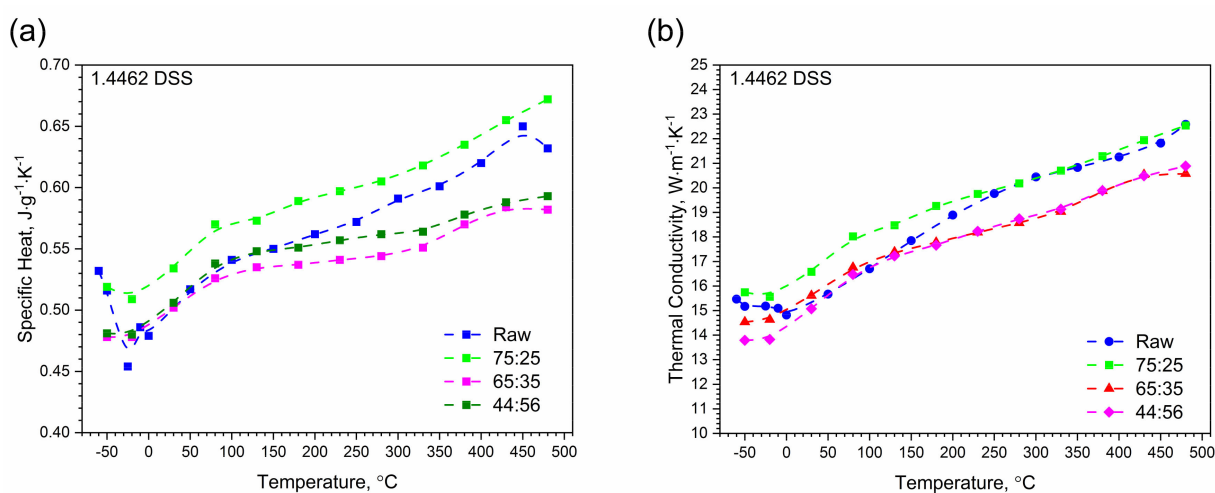 (a)
1.4462 DSS
0.70
0.65
0.60
0.55
0.50
0.45
0.40
Specific Heat, J·g⁻¹·K⁻¹
Raw
75:25
65:35
44:56
-50 0 50 100 150 200 250 300 350 400 450 500
Temperature, °C
(b)
1.4462 DSS
25
24
23
22
21
20
19
18
17
16
15
14
13
12
11
10
Thermal Conductivity, W·m⁻¹·K⁻¹
Raw
75:25
65:35
44:56
-50 0 50 100 150 200 250 300 350 400 450 500
Temperature, °C